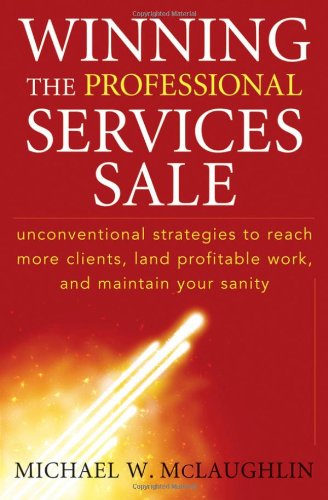 WINNING
THE PROFESSIONAL
SERVICES
SALE
unconventional strategies to reach
more clients, land profitable work,
and maintain your sanity
MICHAEL W. McLAUGHLIN